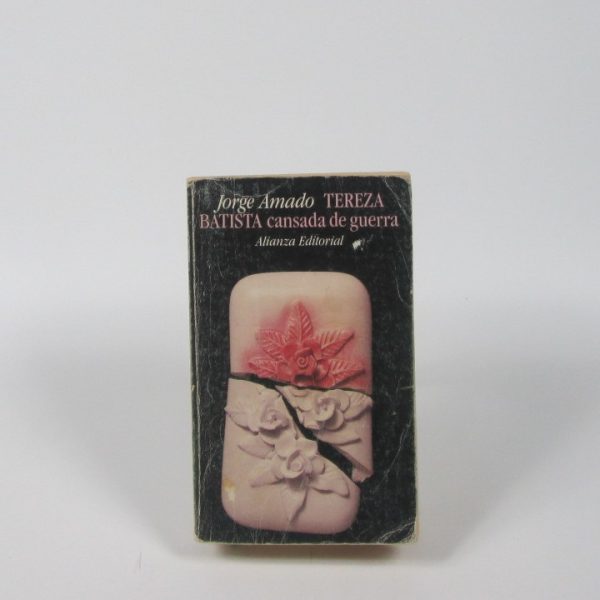 Jorge Amado TEREZA
BATISTA cansada de guerra
Alianza Editorial